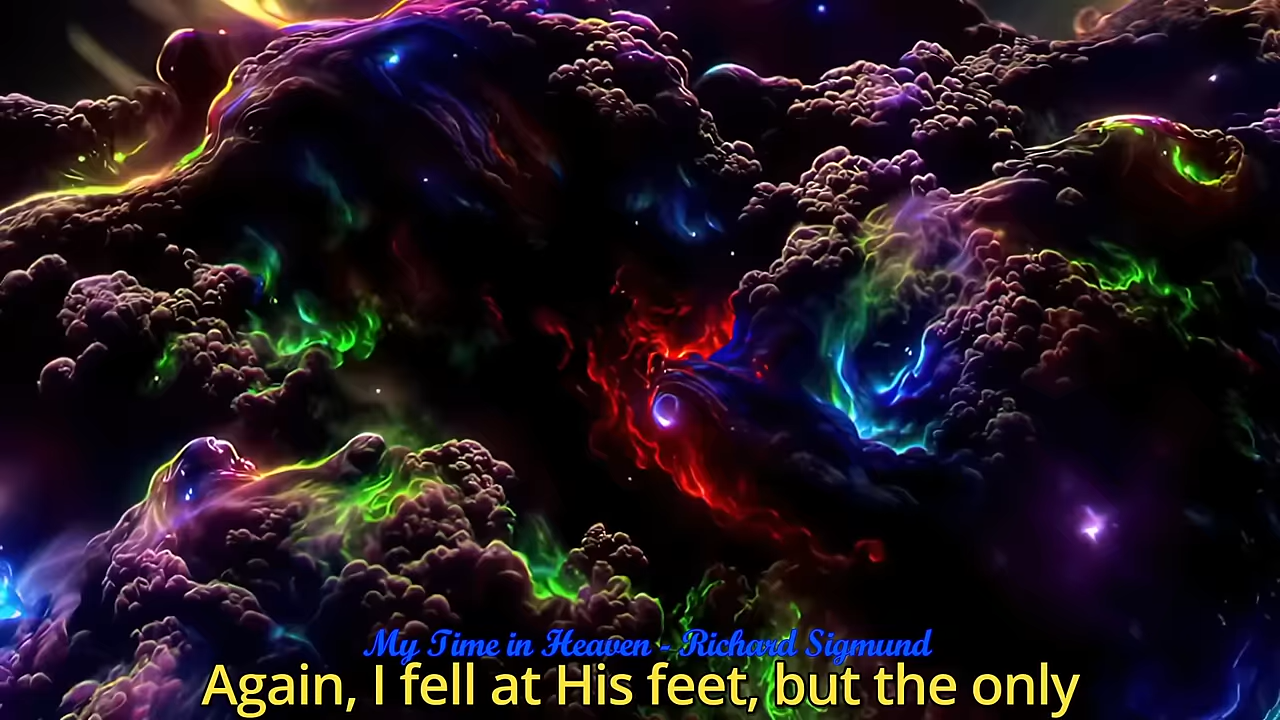 My Time in Heaven - Richard Sigmund
Again, I fell at His feet, but the only